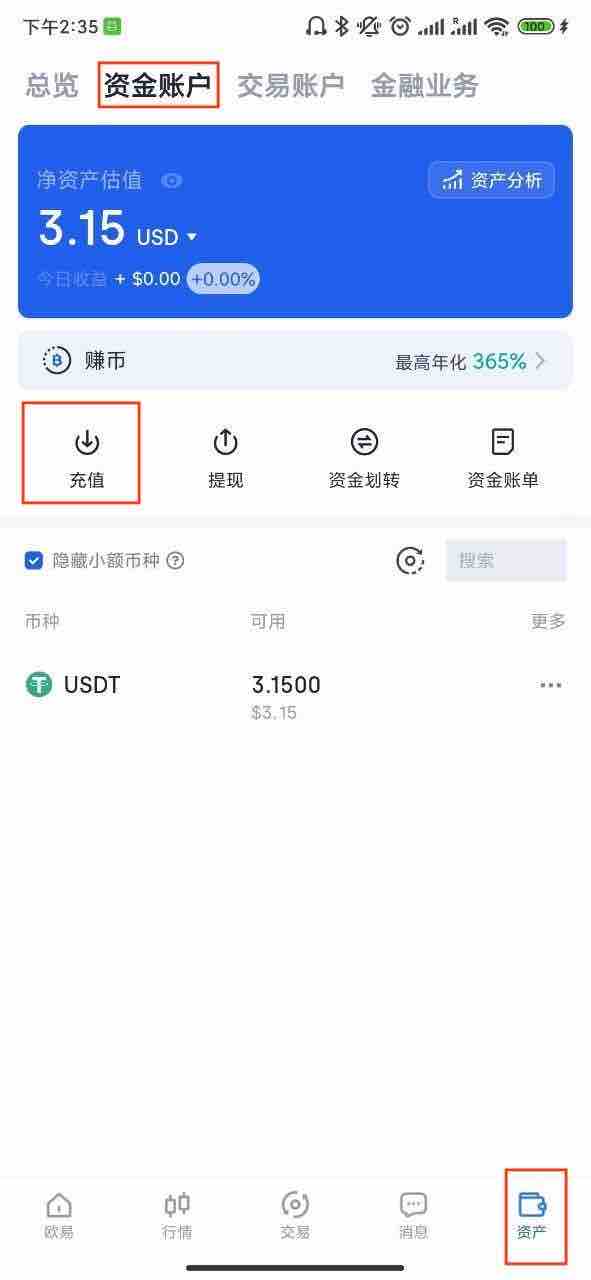 下午2:35
R
100
总览 资金账户 交易账户 金融业务
净资产估值 资产分析
3.15 USD
今日收益 + $0.00 +0.00%
赚币 最高年化 365%
充值 提现 资金划转 资金账单
隐藏小额币种 ? 搜索
币种 可用 更多
USDT 3.1500
$3.15
欧易 行情 交易 消息 资产